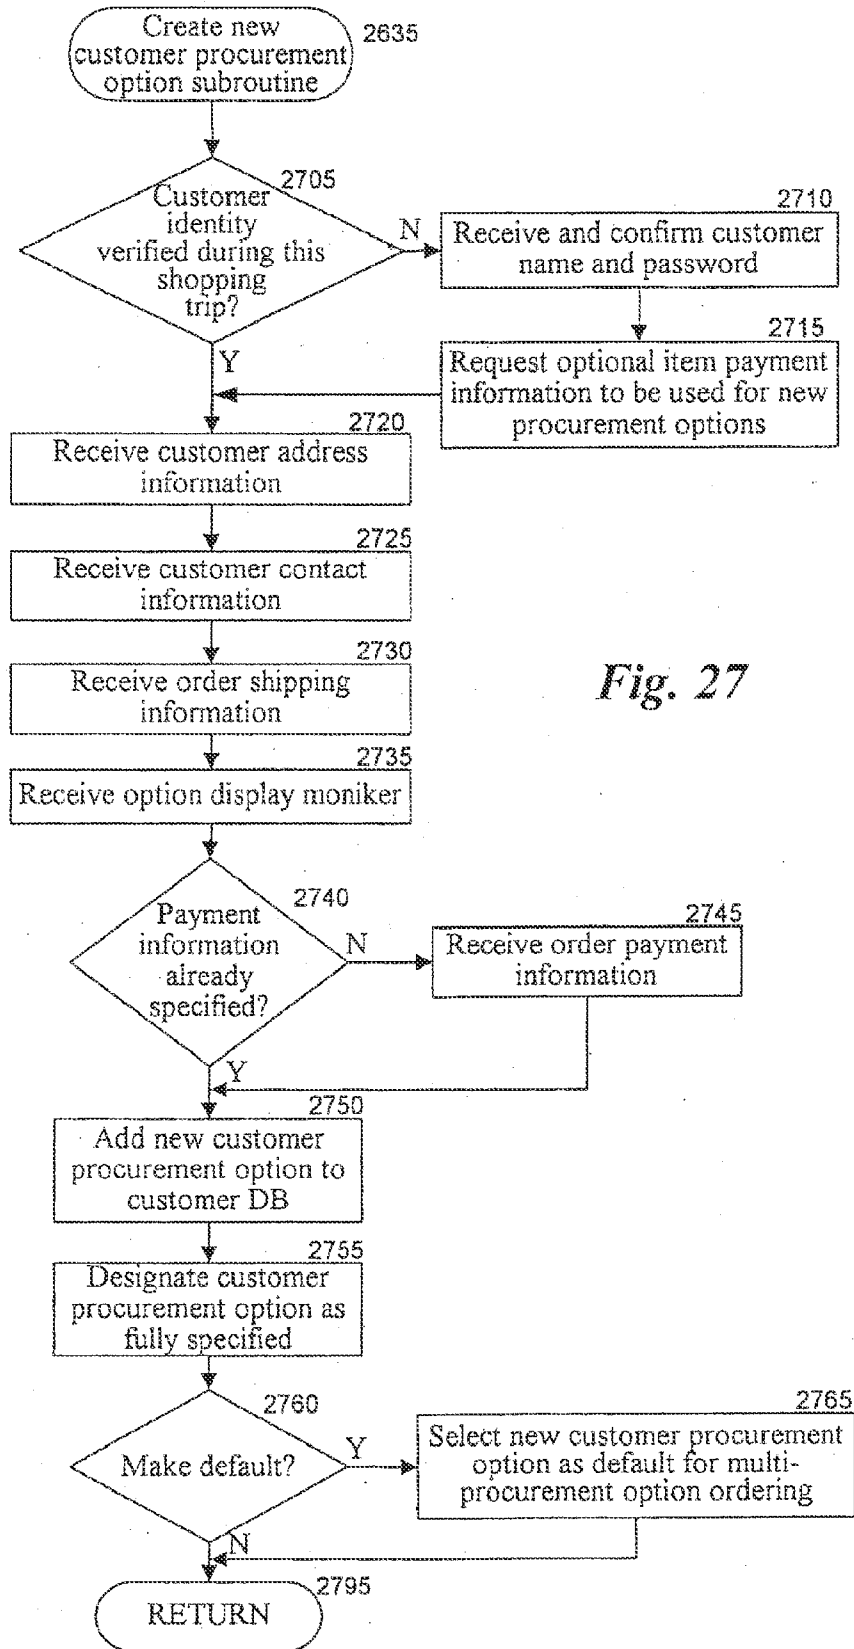 Create new
customer procurement
option subroutine
2635
2705
Customer
identity
verified during this
shopping
trip?
N
Y
2710
Receive and confirm customer
name and password
2715
Request optional item payment
information to be used for new
procurement options
2720
Receive customer address
information
2725
Receive customer contact
information
2730
Receive order shipping
information
Fig. 27
2735
Receive option display moniker
2740
Payment
information
already
specified?
N
Y
2745
Receive order payment
information
2750
Add new customer
procurement option to
customer DB
2755
Designate customer
procurement option as
fully specified
2760
Make default?
Y
N
2765
Select new customer procurement
option as default for multi-
procurement option ordering
2795
RETURN